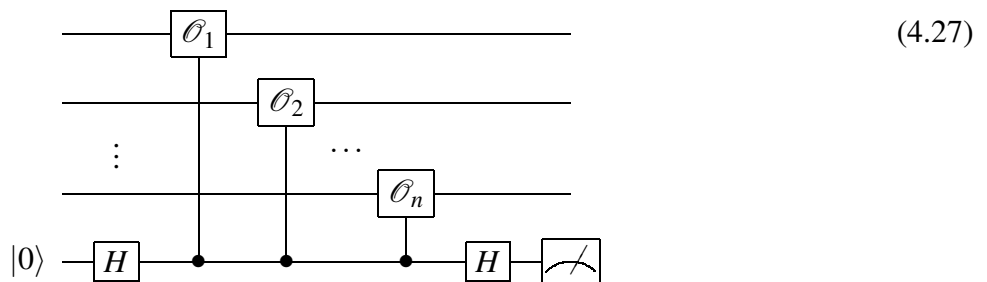 𝒪₁ (4.27)
𝒪₂
⋮ ⋯
𝒪ₙ
|0⟩ H H